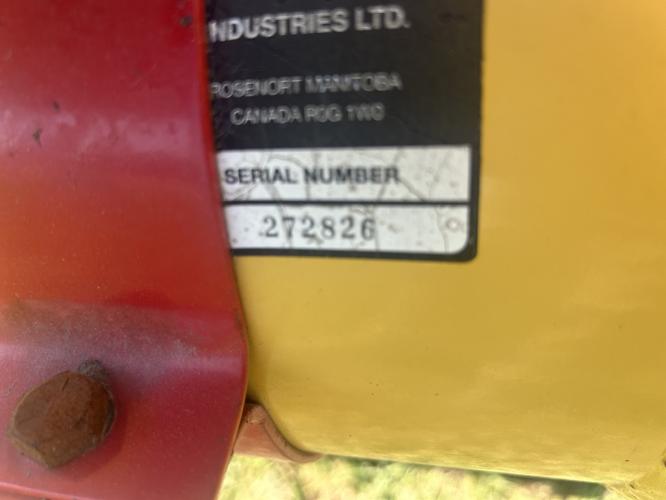 INDUSTRIES LTD.
ROSENORT MANITOBA
CANADA R0G 1W0
SERIAL NUMBER
272826